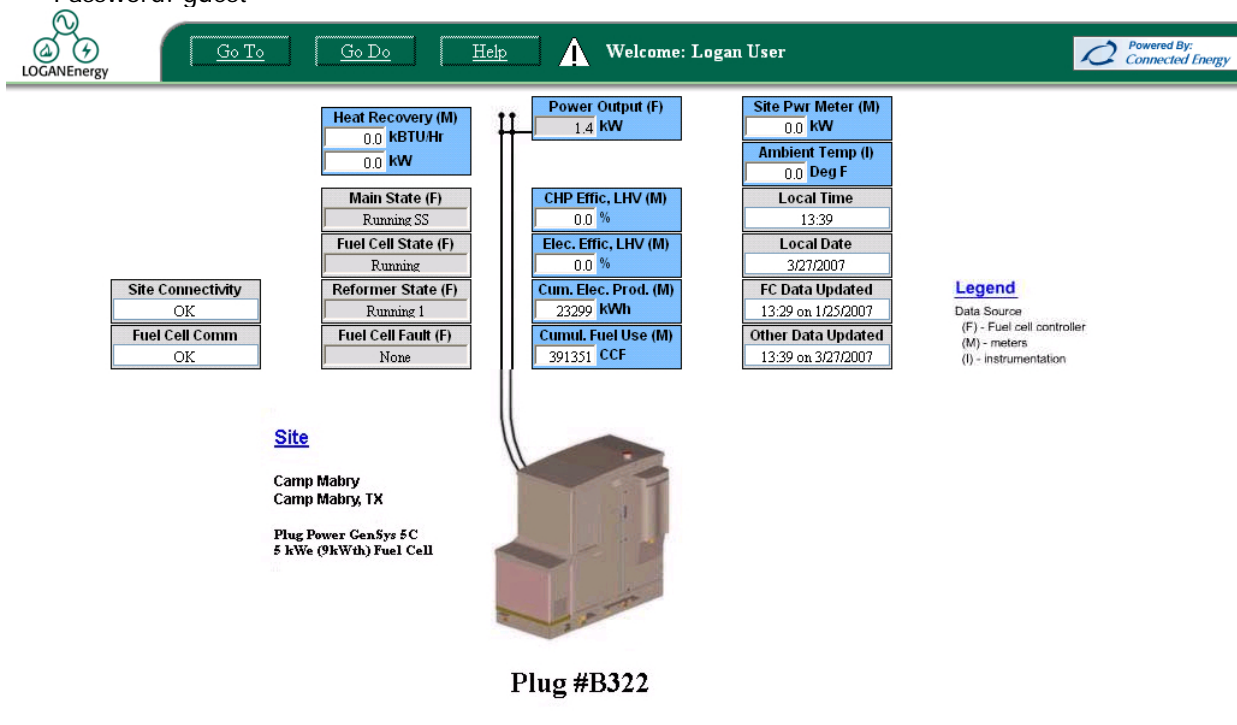 Password: guest
LOGANEnergy
Go To
Go Do
Help
Welcome: Logan User
Powered By:
Connected Energy
Heat Recovery (M)
0.0 kBTU/Hr
0.0 kW
Power Output (F)
1.4 kW
Site Pwr Meter (M)
0.0 kW
Ambient Temp (I)
0.0 Deg F
Main State (F)
Running SS
CHP Effic, LHV (M)
0.0 %
Local Time
13:39
Fuel Cell State (F)
Running
Elec. Effic, LHV (M)
0.0 %
Local Date
3/27/2007
Site Connectivity
OK
Reformer State (F)
Running 1
Cum. Elec. Prod. (M)
23299 kWh
FC Data Updated
13:29 on 1/25/2007
Fuel Cell Comm
OK
Fuel Cell Fault (F)
None
Cumul. Fuel Use (M)
391351 CCF
Other Data Updated
13:39 on 3/27/2007
Legend
Data Source
(F) - Fuel cell controller
(M) - meters
(I) - instrumentation
Site
Camp Mabry
Camp Mabry, TX
Plug Power GenSys 5C
5 kWe (9kWth) Fuel Cell
Plug #B322